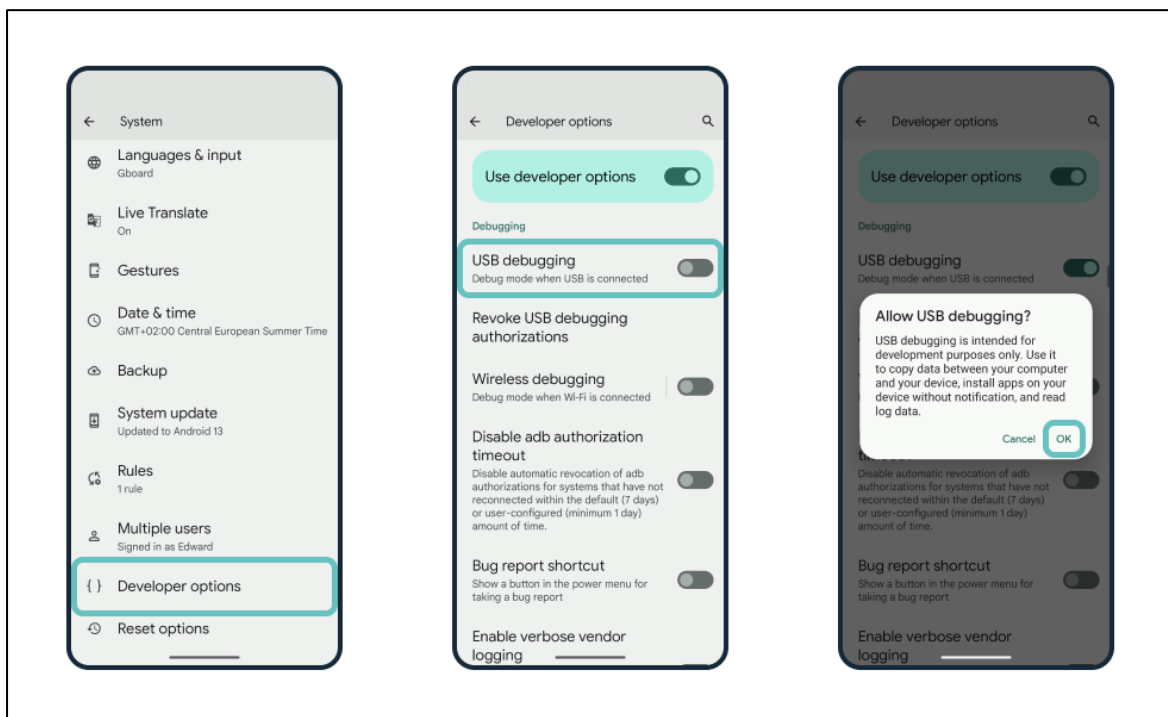 System
Languages & input
Gboard
Live Translate
On
Gestures
Date & time
GMT+02:00 Central European Summer Time
Backup
System update
Updated to Android 13
Rules
1 rule
Multiple users
Signed in as Edward
{ } Developer options
Reset options
Developer options
Use developer options
Debugging
USB debugging
Debug mode when USB is connected
Revoke USB debugging
authorizations
Wireless debugging
Debug mode when Wi-Fi is connected
Disable adb authorization
timeout
Disable automatic revocation of adb
authorizations for systems that have not
reconnected within the default (7 days)
or user-configured (minimum 1 day)
amount of time.
Bug report shortcut
Show a button in the power menu for
taking a bug report
Enable verbose vendor
logging
Developer options
Use developer options
Debugging
USB debugging
Debug mode when USB is connected
Allow USB debugging?
USB debugging is intended for
development purposes only. Use it
to copy data between your computer
and your device, install apps on your
device without notification, and read
log data.
Cancel OK
Disable automatic revocation of adb
authorizations for systems that have not
reconnected within the default (7 days)
or user-configured (minimum 1 day)
amount of time.
Bug report shortcut
Show a button in the power menu for
taking a bug report
Enable verbose vendor
logging